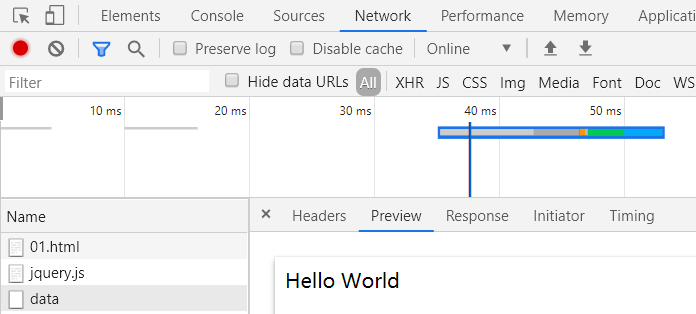 Elements Console Sources Network Performance Memory Applicati
Preserve log Disable cache Online
Filter Hide data URLs All XHR JS CSS Img Media Font Doc WS
10 ms 20 ms 30 ms 40 ms 50 ms
Name × Headers Preview Response Initiator Timing
01.html
jquery.js
Hello World
data